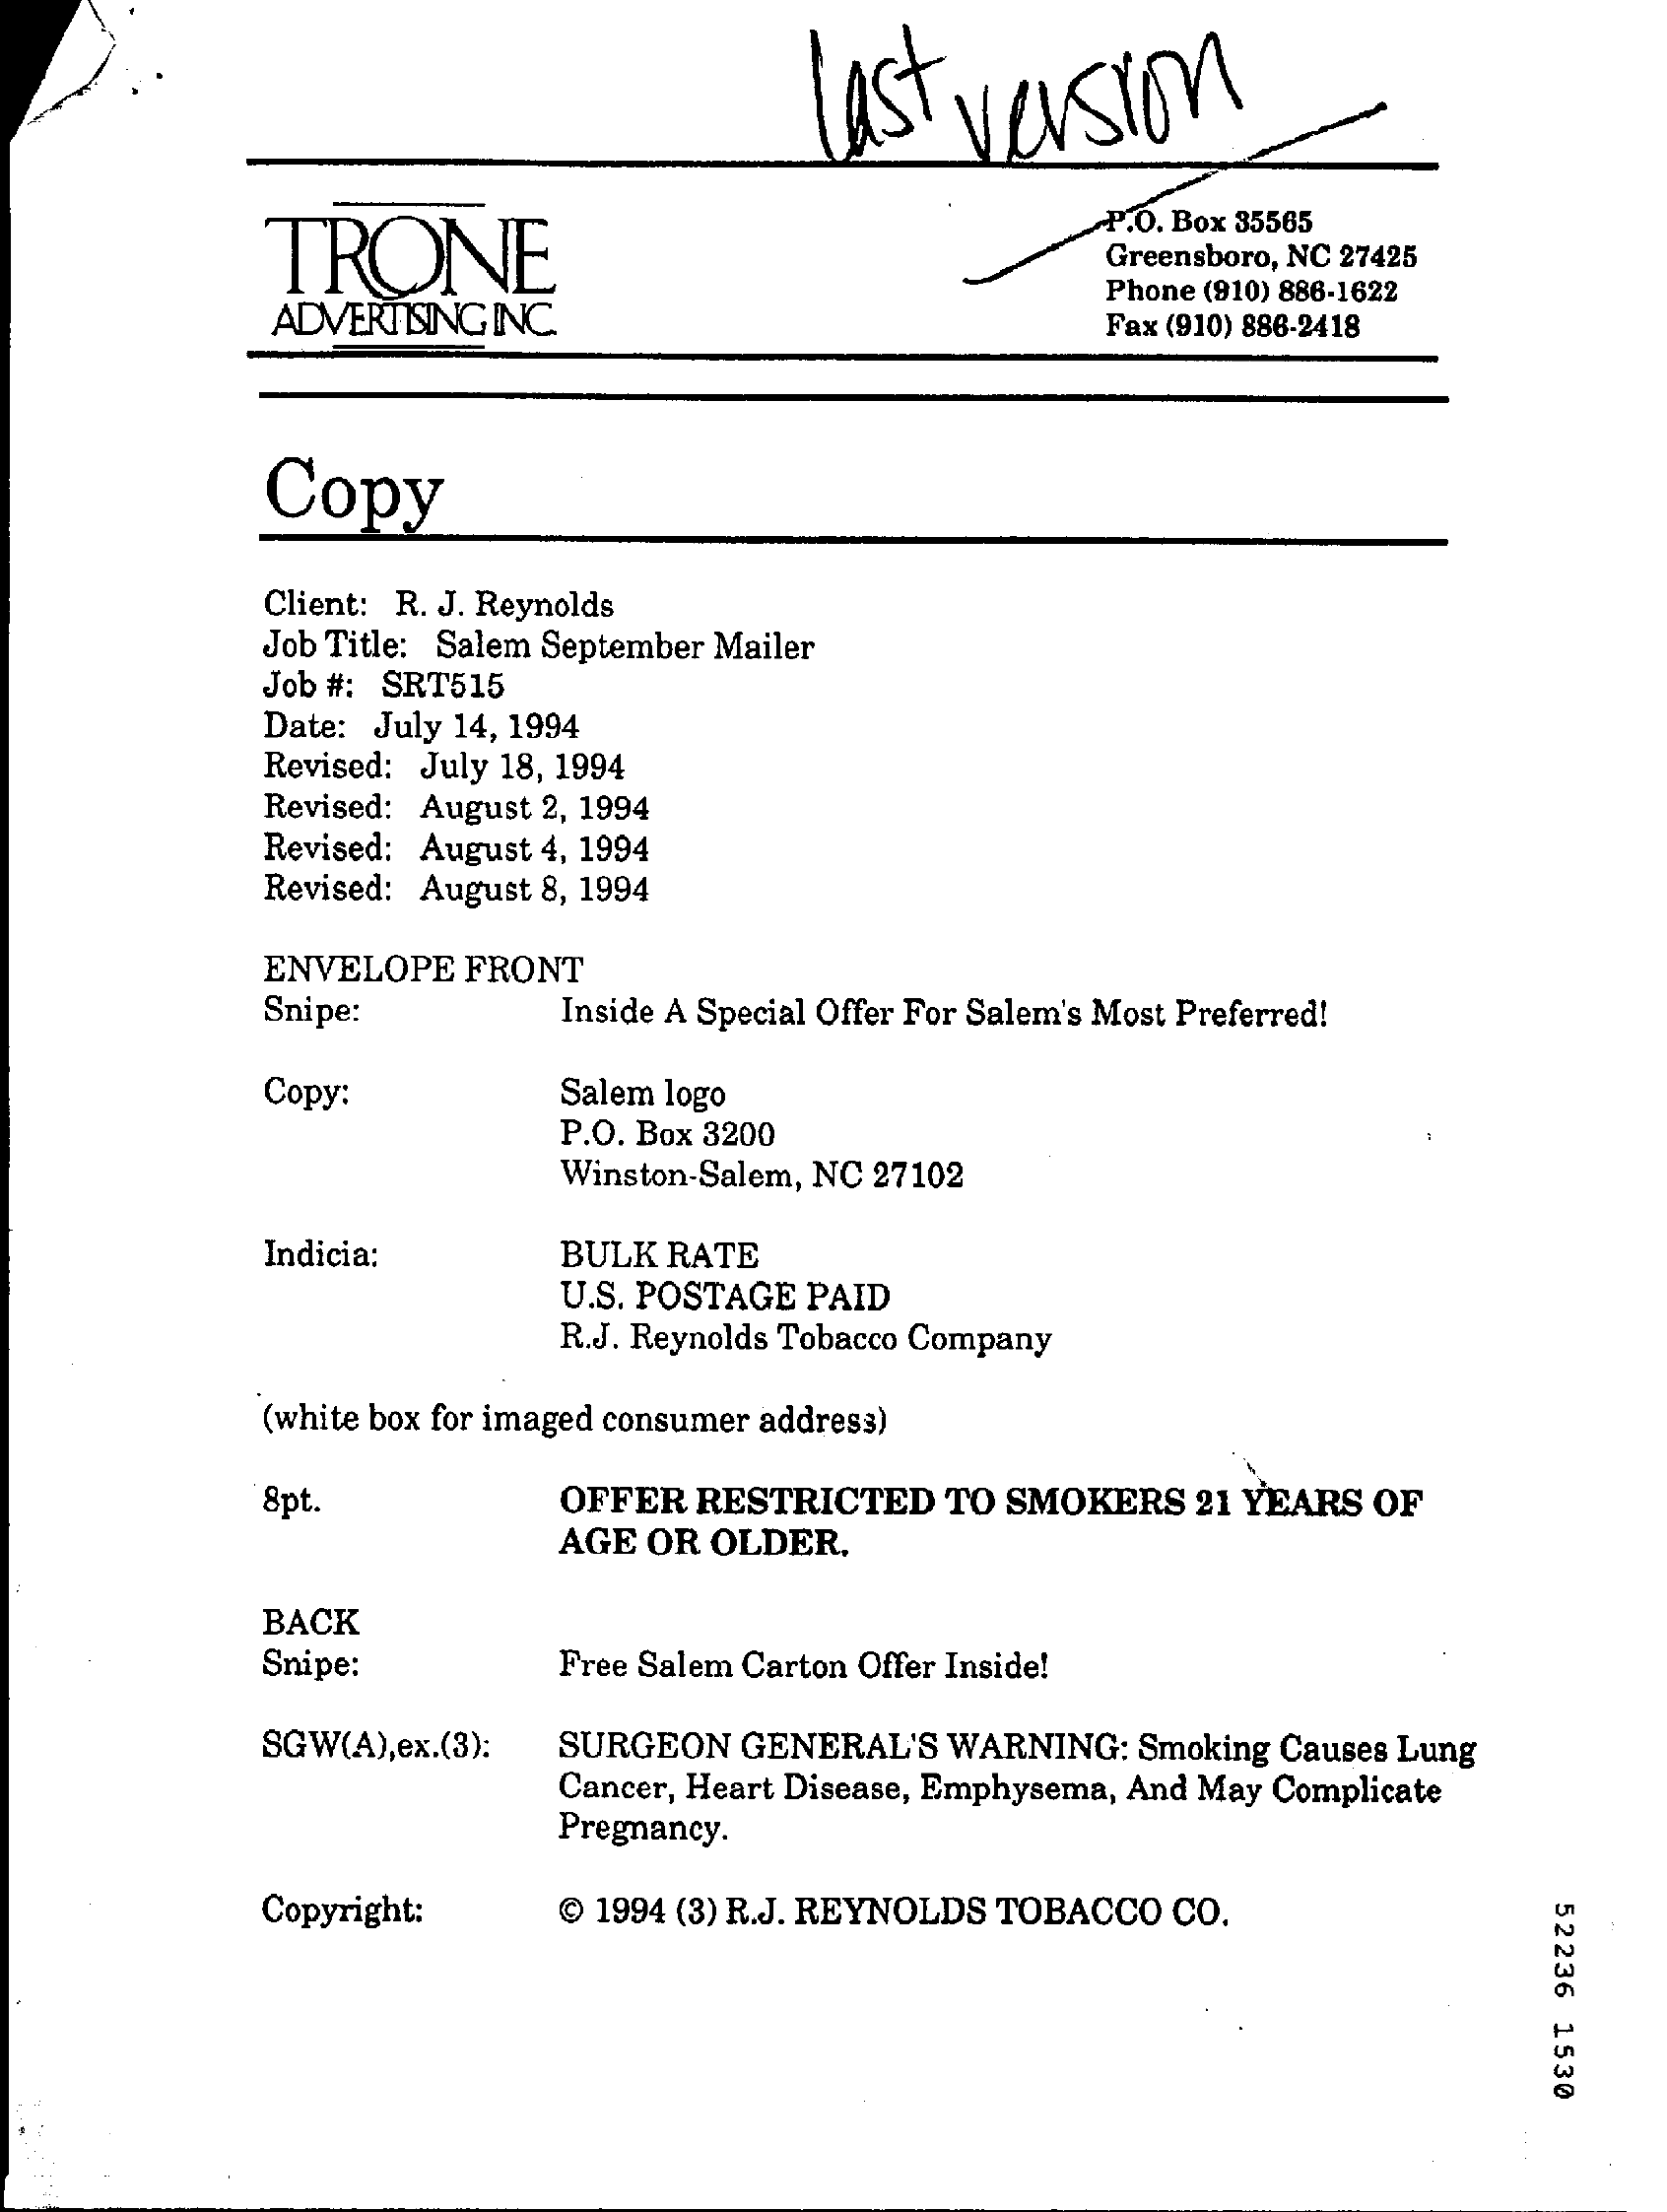 last version
TRONE
ADVERTISING INC.
P.O. Box 35565
Greensboro, NC 27425
Phone (910) 886-1622
Fax (910) 886-2418
Copy
Client: R. J. Reynolds
Job Title: Salem September Mailer
Job #: SRT515
Date: July 14, 1994
Revised: July 18, 1994
Revised: August 2, 1994
Revised: August 4, 1994
Revised: August 8, 1994
ENVELOPE FRONT
Snipe: Inside A Special Offer For Salem's Most Preferred!
Copy: Salem logo
P.O. Box 3200
Winston-Salem, NC 27102
Indicia: BULK RATE
U.S. POSTAGE PAID
R.J. Reynolds Tobacco Company
(white box for imaged consumer address)
8pt. OFFER RESTRICTED TO SMOKERS 21 YEARS OF
AGE OR OLDER.
BACK
Snipe: Free Salem Carton Offer Inside!
SGW(A),ex.(3): SURGEON GENERAL'S WARNING: Smoking Causes Lung
Cancer, Heart Disease, Emphysema, And May Complicate
Pregnancy.
Copyright: © 1994 (3) R.J. REYNOLDS TOBACCO CO.
52236 1530